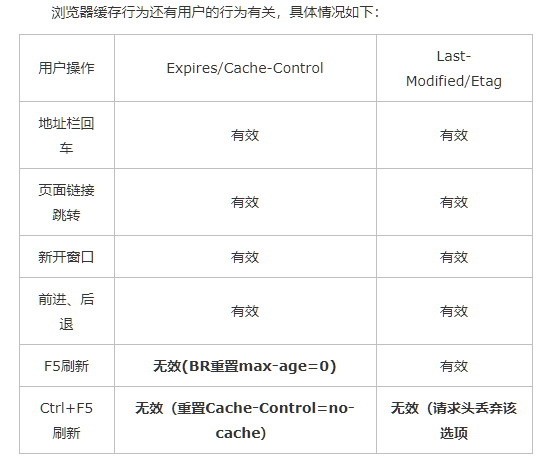 浏览器缓存行为还有用户的行为有关，具体情况如下：
用户操作
Expires/Cache-Control
Last-
Modified/Etag
地址栏回
车
有效
有效
页面链接
跳转
有效
有效
新开窗口
有效
有效
前进、后
退
有效
有效
F5刷新
无效(BR重置max-age=0)
有效
Ctrl+F5
刷新
无效（重置Cache-Control=no-
cache）
无效（请求头丢弃该
选项